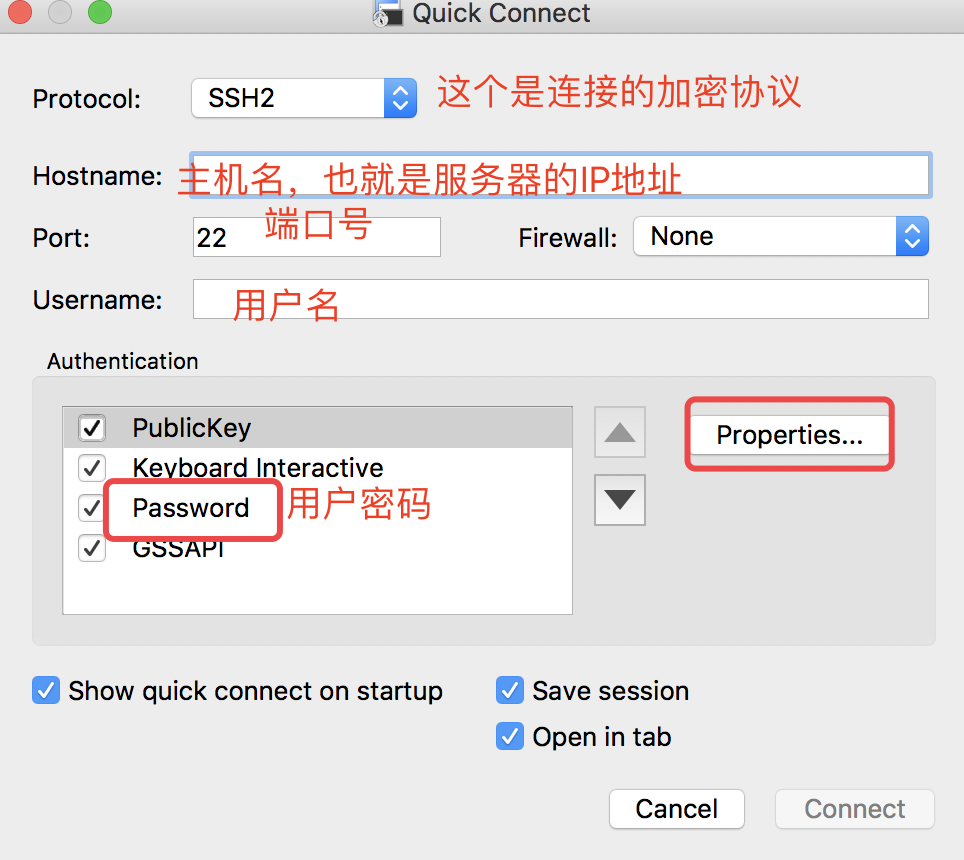 Quick Connect
Protocol: SSH2 这个是连接的加密协议
Hostname: 主机名，也就是服务器的IP地址
端口号
Port: 22 Firewall: None
Username: 用户名
Authentication
PublicKey Properties...
Keyboard Interactive
Password 用户密码
GSSAPI
Show quick connect on startup Save session
Open in tab
Cancel Connect